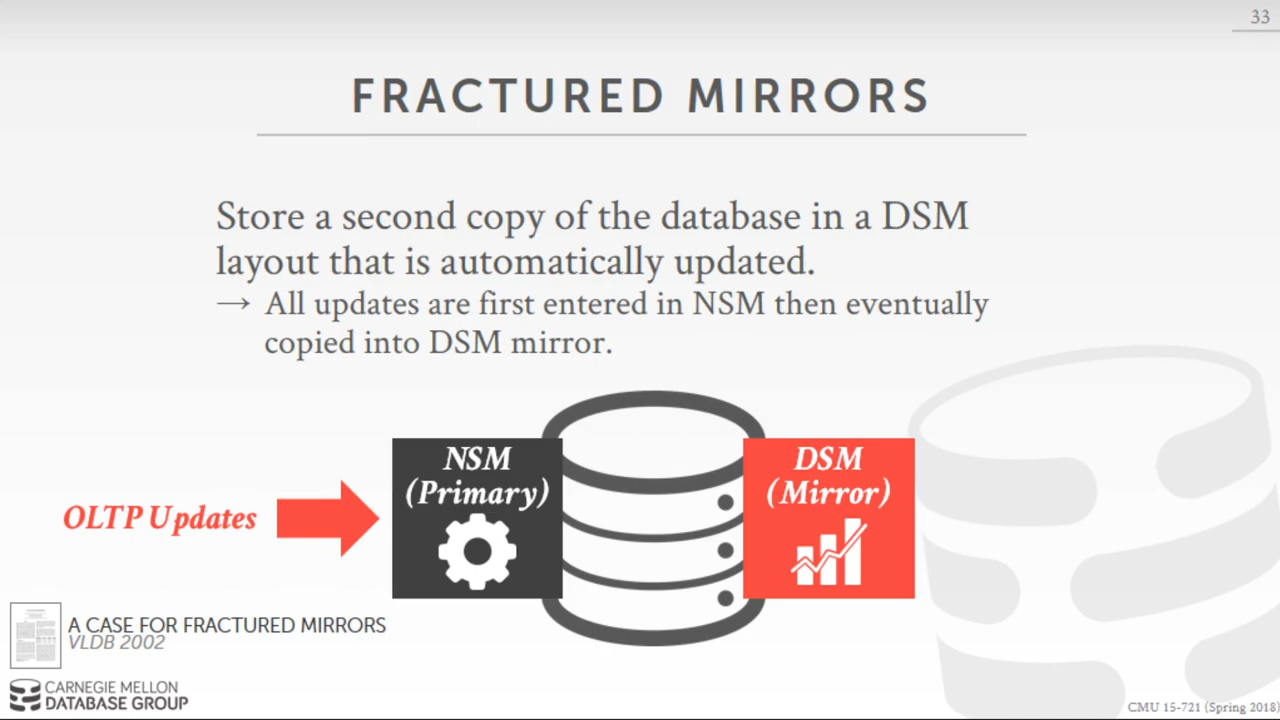 33
FRACTURED MIRRORS
Store a second copy of the database in a DSM
layout that is automatically updated.
→ All updates are first entered in NSM then eventually
copied into DSM mirror.
NSM
(Primary)
DSM
(Mirror)
OLTP Updates
A CASE FOR FRACTURED MIRRORS
VLDB 2002
CARNEGIE MELLON
DATABASE GROUP
CMU 15-721 (Spring 2018)